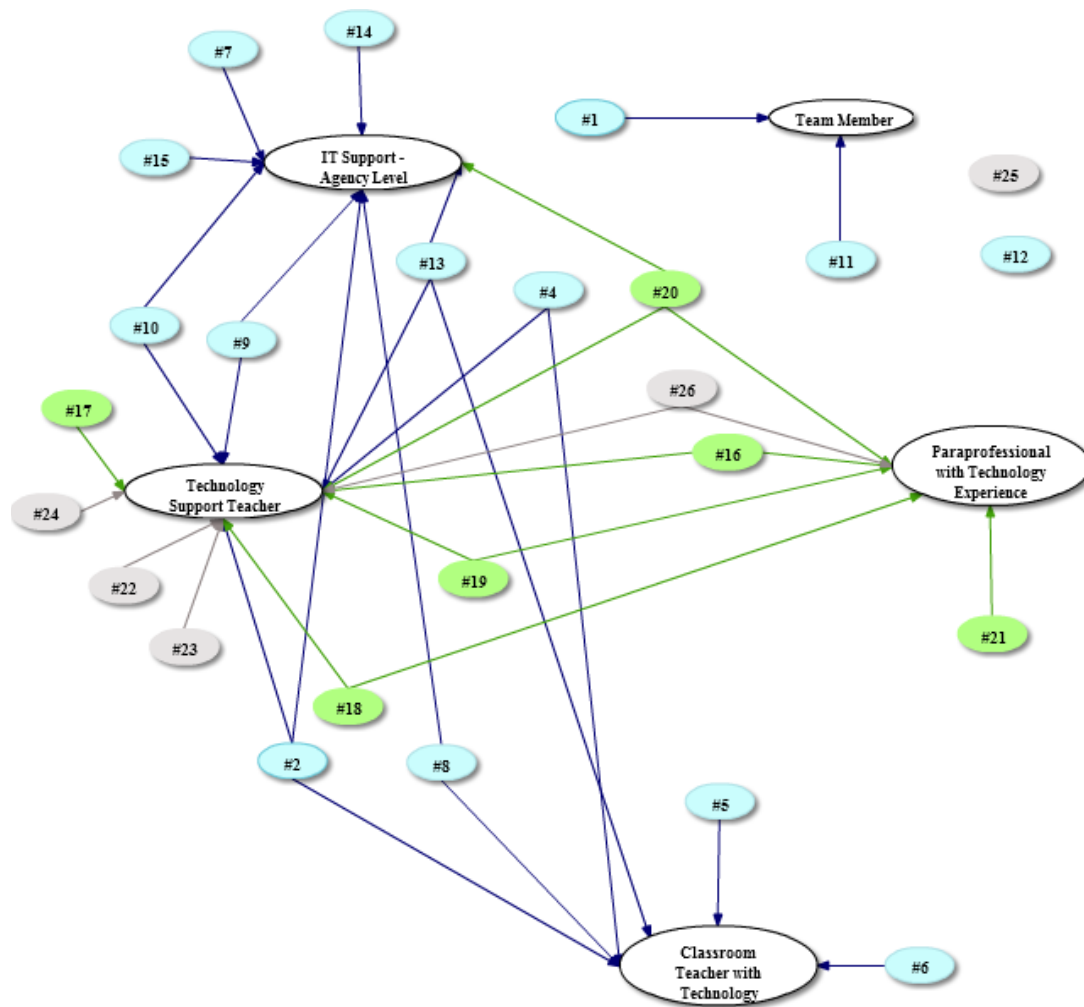 #14
#7
#1
Team Member
#15
IT Support -
Agency Level
#25
#13
#12
#11
#4
#20
#10
#9
#26
#17
#16
Paraprofessional
with Technology
Experience
Technology
Support Teacher
#24
#19
#22
#21
#23
#18
#2
#8
#5
Classroom
Teacher with
Technology
#6